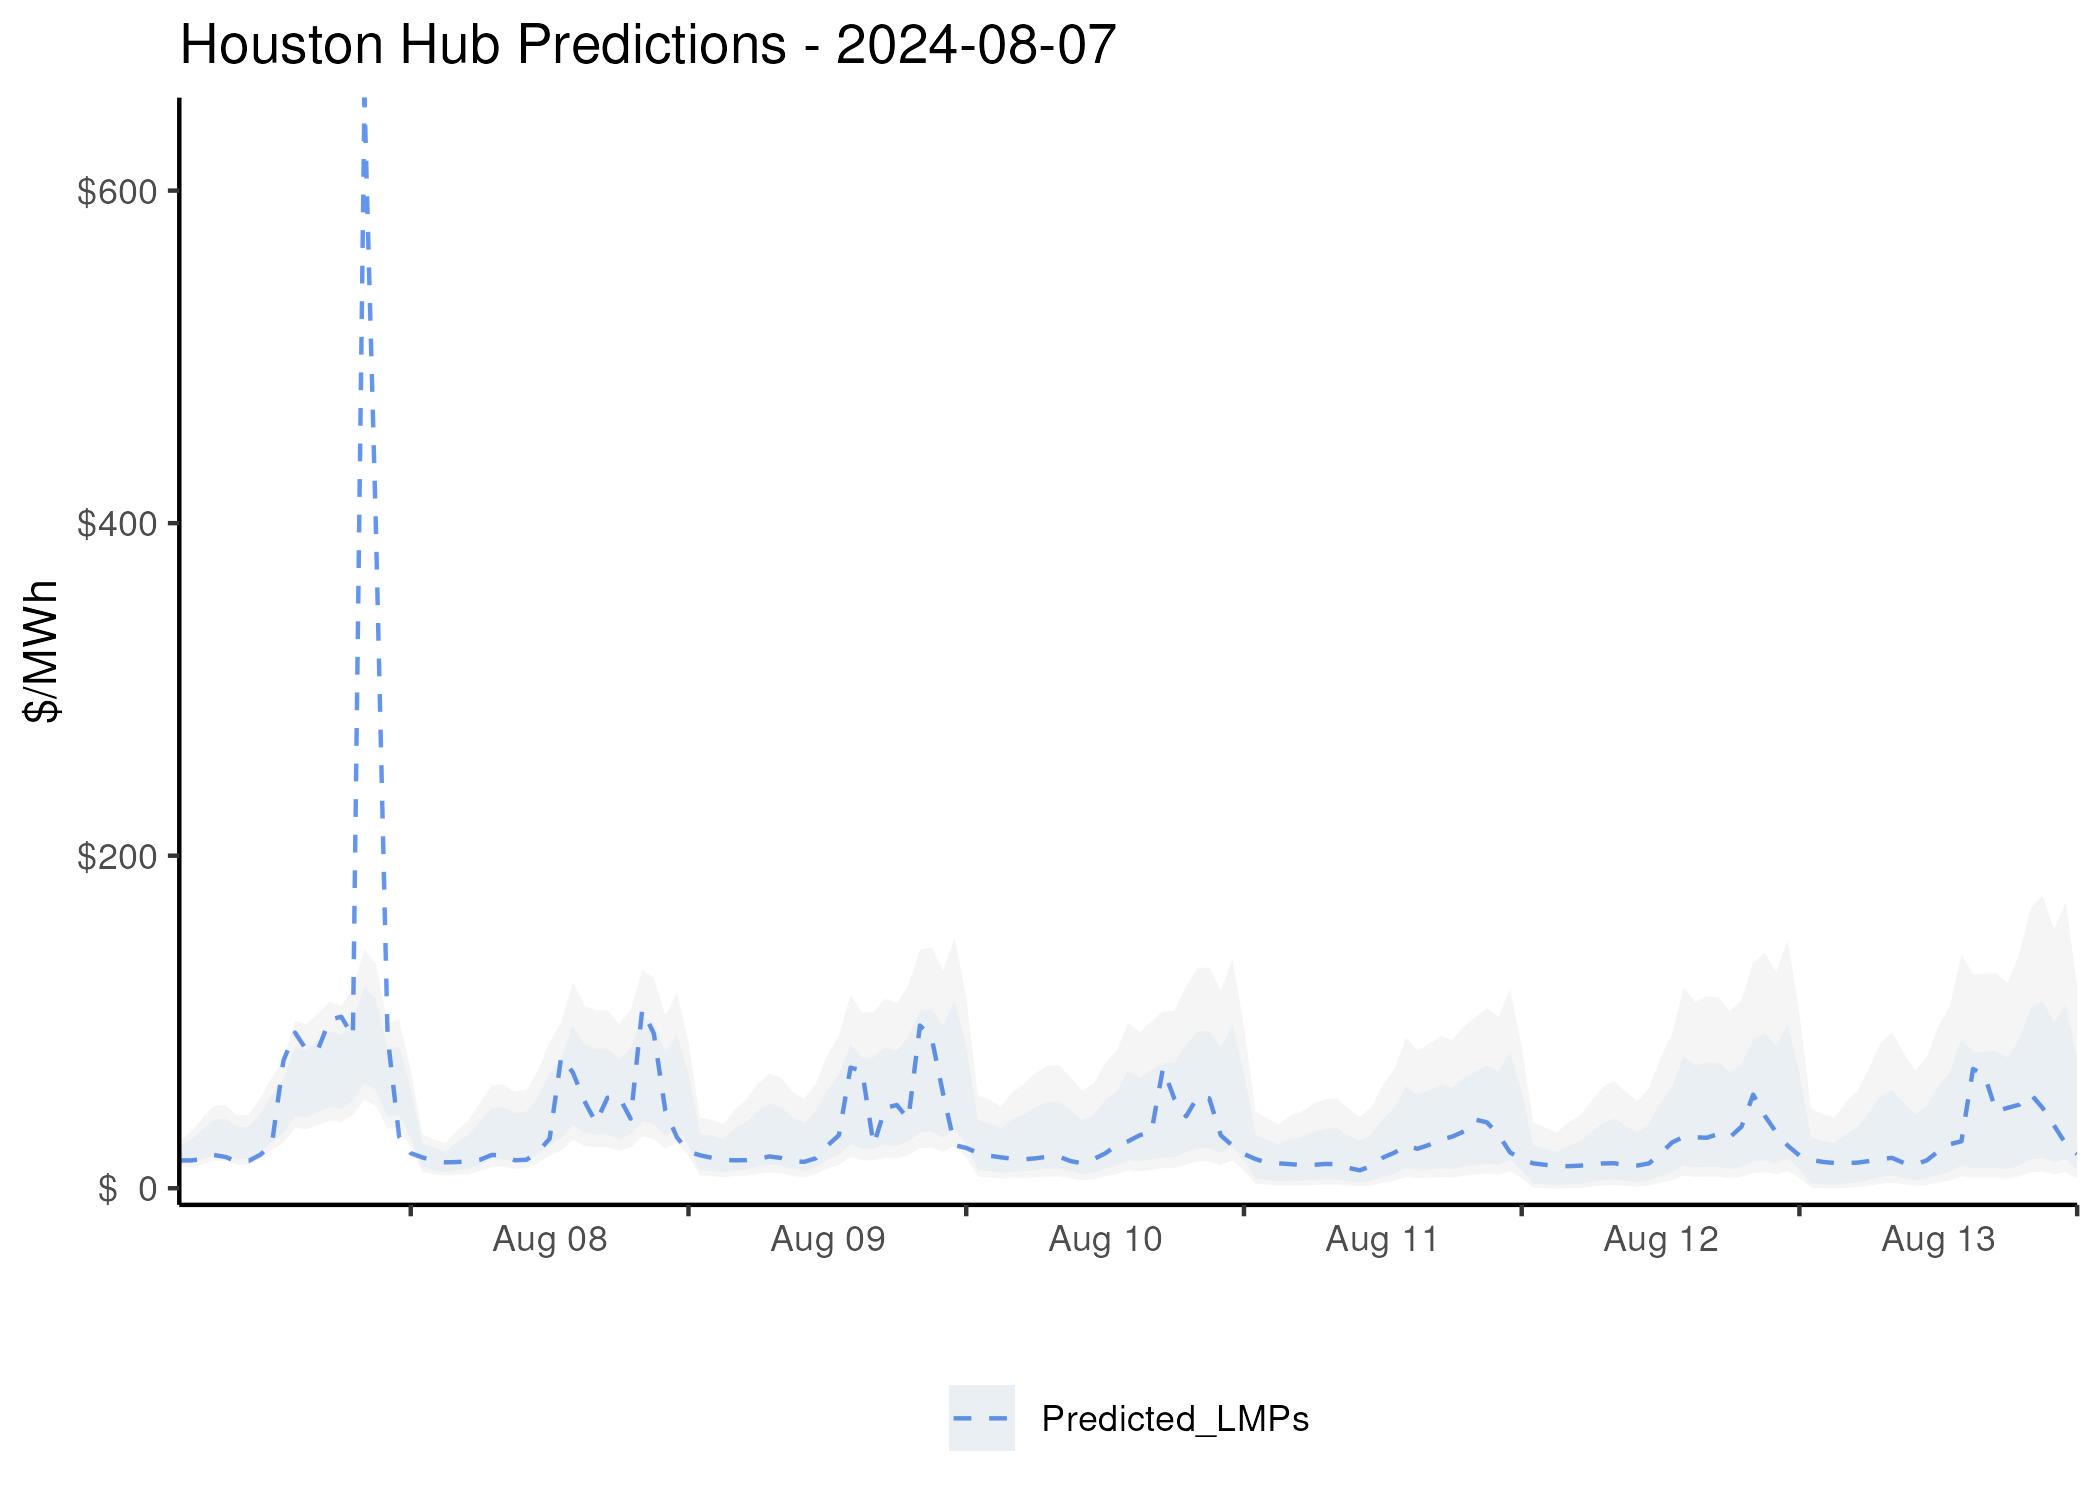 Houston Hub Predictions - 2024-08-07
$/MWh
$600
$400
$200
$  0
Aug 08
Aug 09
Aug 10
Aug 11
Aug 12
Aug 13
Predicted_LMPs